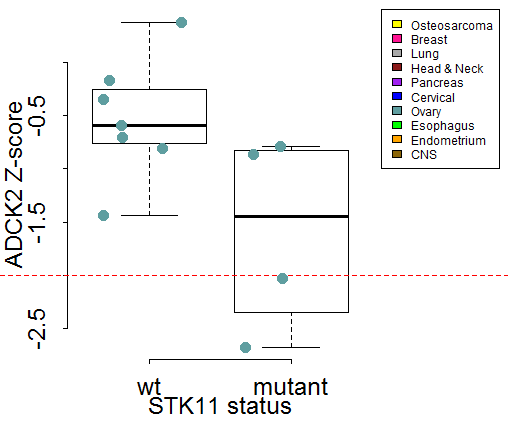 ADCK2 Z-score
-0.5
-1.5
-2.5
wt
mutant
STK11 status
Osteosarcoma
Breast
Lung
Head & Neck
Pancreas
Cervical
Ovary
Esophagus
Endometrium
CNS